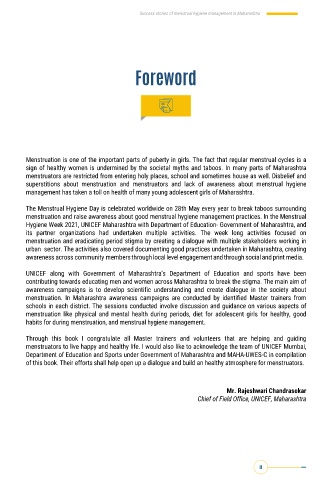 Success stories of menstrual hygiene management in Maharashtra
Foreword
Menstruation is one of the important parts of puberty in girls. The fact that regular menstrual cycles is a
sign of healthy women is undermined by the societal myths and taboos. In many parts of Maharashtra
menstruators are restricted from entering holy places, school and sometimes house as well. Disbelief and
superstitions about menstruation and menstruators and lack of awareness about menstrual hygiene
management has taken a toll on health of many young adolescent girls of Maharashtra.
The Menstrual Hygiene Day is celebrated worldwide on 28th May every year to break taboos surrounding
menstruation and raise awareness about good menstrual hygiene management practices. In the Menstrual
Hygiene Week 2021, UNICEF Maharashtra with Department of Education- Government of Maharashtra, and
its partner organizations had undertaken multiple activities. The week long activities focused on
menstruation and eradicating period stigma by creating a dialogue with multiple stakeholders working in
urban sector. The activities also covered documenting good practices undertaken in Maharashtra, creating
awareness across community members through local level engagement and through social and print media.
UNICEF along with Government of Maharashtra's Department of Education and sports have been
contributing towards educating men and women across Maharashtra to break the stigma. The main aim of
awareness campaigns is to develop scientific understanding and create dialogue in the society about
menstruation. In Maharashtra awareness campaigns are conducted by identified Master trainers from
schools in each district. The sessions conducted invoke discussion and guidance on various aspects of
menstruation like physical and mental health during periods, diet for adolescent girls for healthy, good
habits for during menstruation, and menstrual hygiene management.
Through this book I congratulate all Master trainers and volunteers that are helping and guiding
menstruators to live happy and healthy life. I would also like to acknowledge the team of UNICEF Mumbai,
Department of Education and Sports under Government of Maharashtra and MAHA-UWES-C in compilation
of this book. Their efforts shall help open up a dialogue and build an healthy atmosphere for menstruators.
Mr. Rajeshwari Chandrasekar
Chief of Field Office, UNICEF, Maharashtra
II